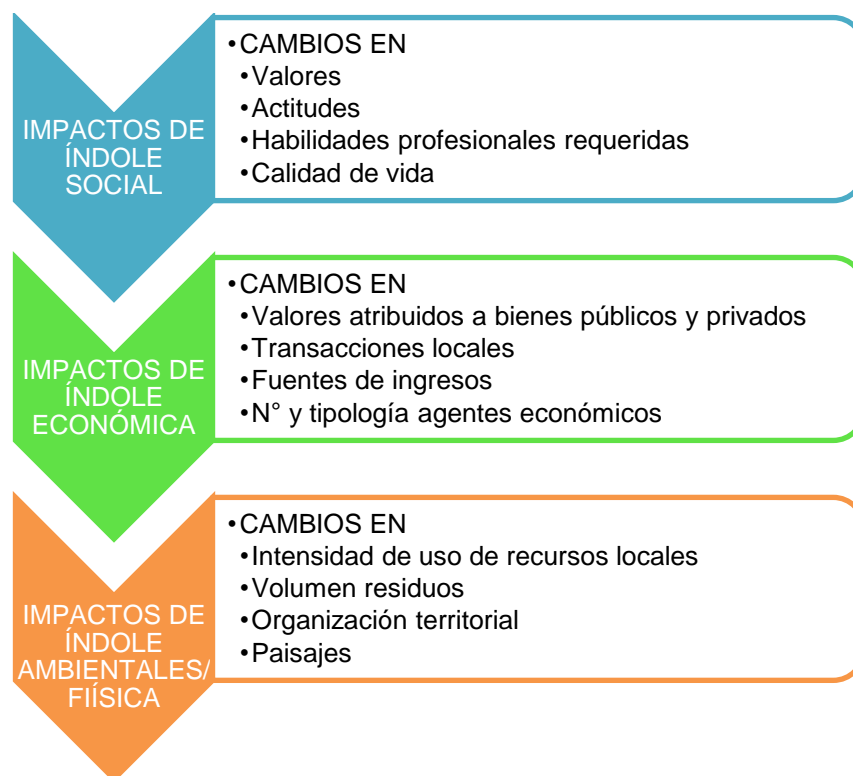 IMPACTOS DE
ÍNDOLE
SOCIAL
•CAMBIOS EN
•Valores
•Actitudes
•Habilidades profesionales requeridas
•Calidad de vida
IMPACTOS DE
ÍNDOLE
ECONÓMICA
•CAMBIOS EN
•Valores atribuidos a bienes públicos y privados
•Transacciones locales
•Fuentes de ingresos
•N° y tipología agentes económicos
IMPACTOS DE
ÍNDOLE
AMBIENTALES/
FIÍSICA
•CAMBIOS EN
•Intensidad de uso de recursos locales
•Volumen residuos
•Organización territorial
•Paisajes